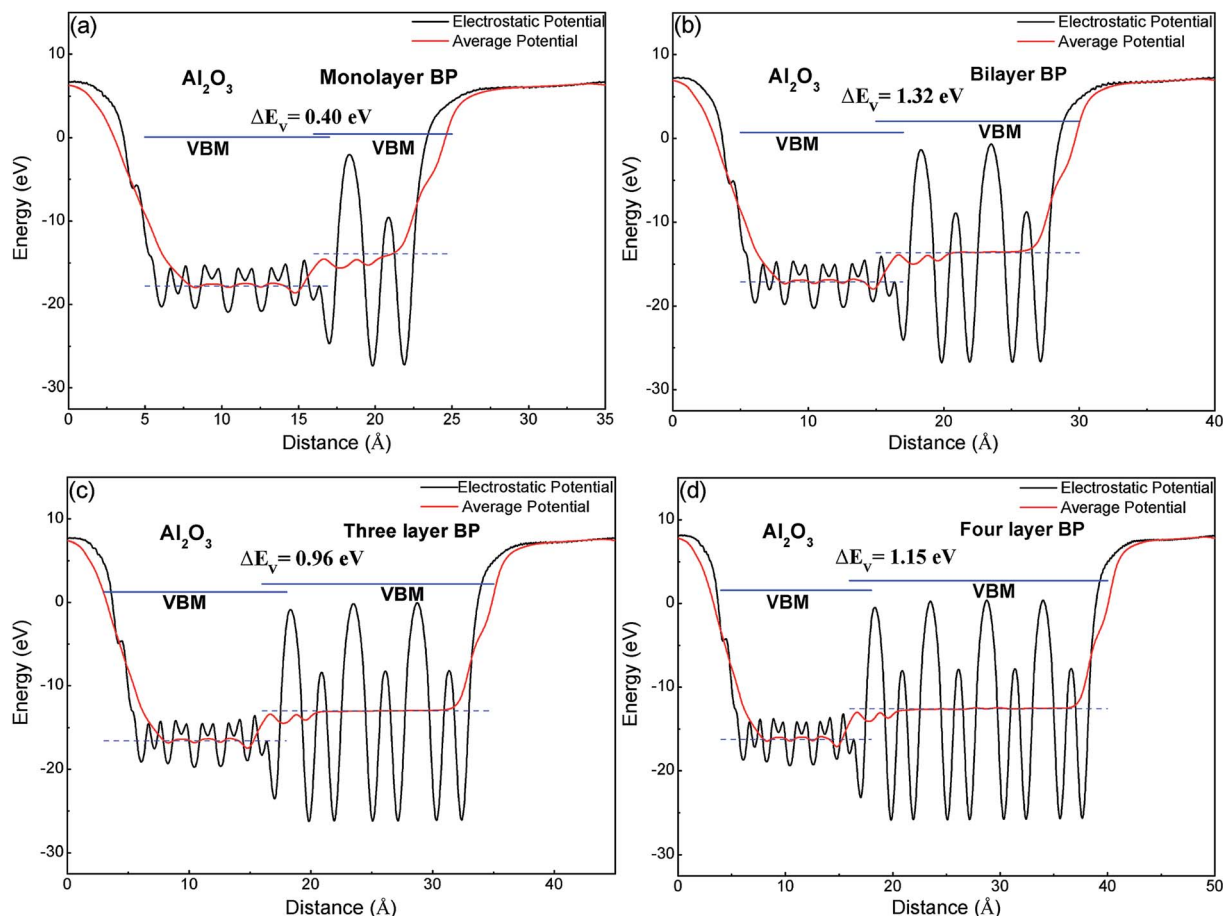 (a)
Electrostatic Potential
Average Potential
Al₂O₃
Monolayer BP
ΔEᵥ= 0.40 eV
VBM
VBM
Energy (eV)
10
0
-10
-20
-30
0 5 10 15 20 25 30 35
Distance (Å)
(b)
Electrostatic Potential
Average Potential
Al₂O₃
Bilayer BP
ΔEᵥ= 1.32 eV
VBM
VBM
Energy (eV)
10
0
-10
-20
-30
0 10 20 30 40
Distance (Å)
(c)
Electrostatic Potential
Average Potential
Al₂O₃
Three layer BP
ΔEᵥ= 0.96 eV
VBM
VBM
Energy (eV)
10
0
-10
-20
-30
0 10 20 30 40
Distance (Å)
(d)
Electrostatic Potential
Average Potential
Al₂O₃
Four layer BP
ΔEᵥ= 1.15 eV
VBM
VBM
Energy (eV)
10
0
-10
-20
-30
0 10 20 30 40 50
Distance (Å)